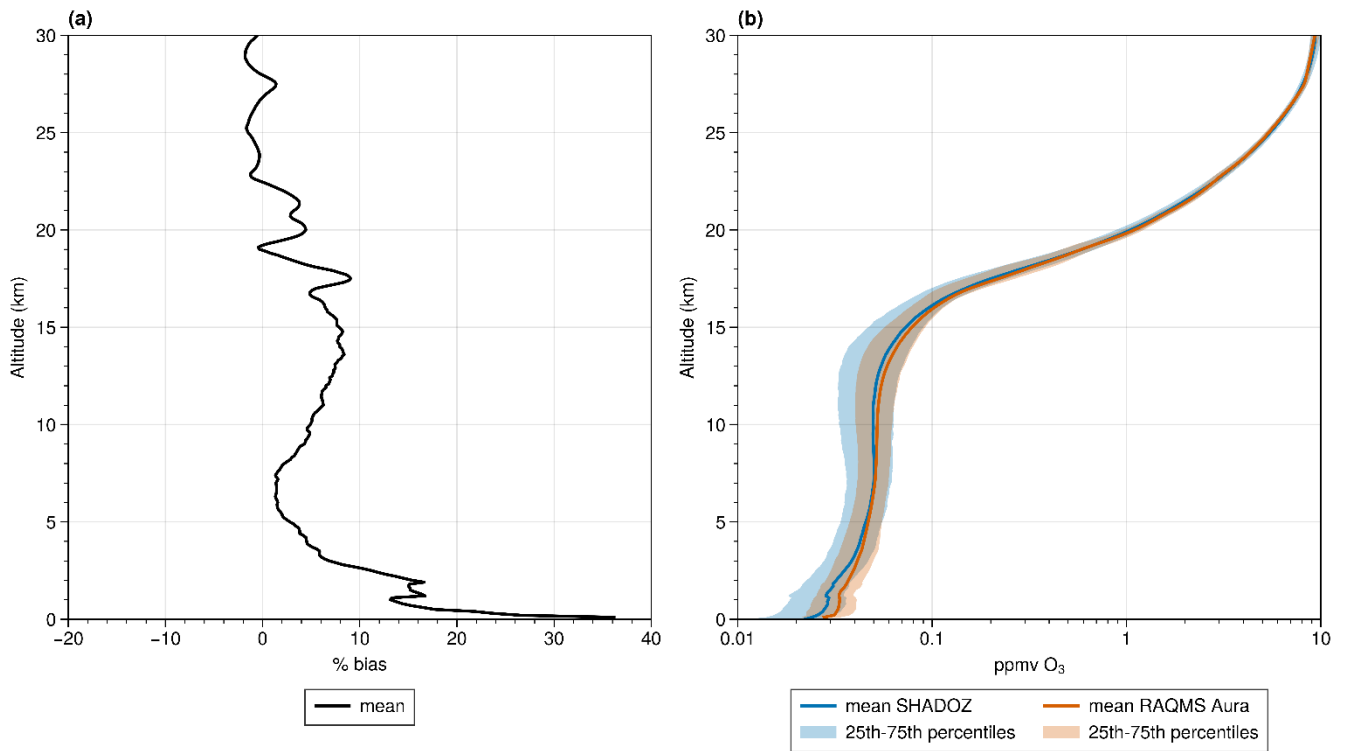 (a)
30
25
20
15
10
5
0
Altitude (km)
−20
−10
0
10
20
30
40
% bias
mean
(b)
30
25
20
15
10
5
0
Altitude (km)
0.01
0.1
1
10
ppmv O₃
mean SHADOZ
mean RAQMS Aura
25th-75th percentiles
25th-75th percentiles